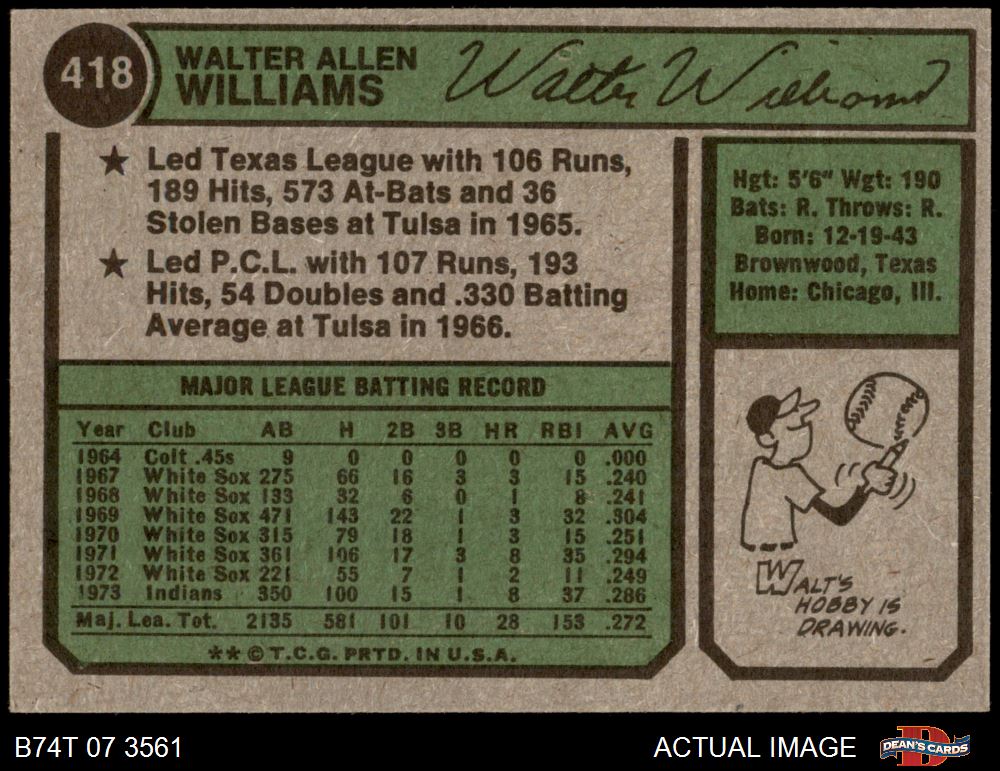 418
WALTER ALLEN
WILLIAMS
Walter Williams
★ Led Texas League with 106 Runs,
189 Hits, 573 At-Bats and 36
Stolen Bases at Tulsa in 1965.
★ Led P.C.L. with 107 Runs, 193
Hits, 54 Doubles and .330 Batting
Average at Tulsa in 1966.
Hgt: 5'6" Wgt: 190
Bats: R. Throws: R.
Born: 12-19-43
Brownwood, Texas
Home: Chicago, Ill.
MAJOR LEAGUE BATTING RECORD
Year Club AB H 2B 3B HR RBI AVG
1964 Colt .45s 9 0 0 0 0 0 .000
1967 White Sox 275 66 16 3 3 15 .240
1968 White Sox 133 32 6 0 1 8 .241
1969 White Sox 471 143 22 1 3 32 .304
1970 White Sox 315 79 18 1 3 15 .251
1971 White Sox 361 106 17 3 8 35 .294
1972 White Sox 221 55 7 1 2 11 .249
1973 Indians 350 100 15 1 8 37 .286
Maj. Lea. Tot. 2135 581 101 10 28 153 .272
** © T.C.G. PRTD. IN U.S.A.
WALT'S
HOBBY IS
DRAWING.
B74T 07 3561
ACTUAL IMAGE
DEAN'S CARDS